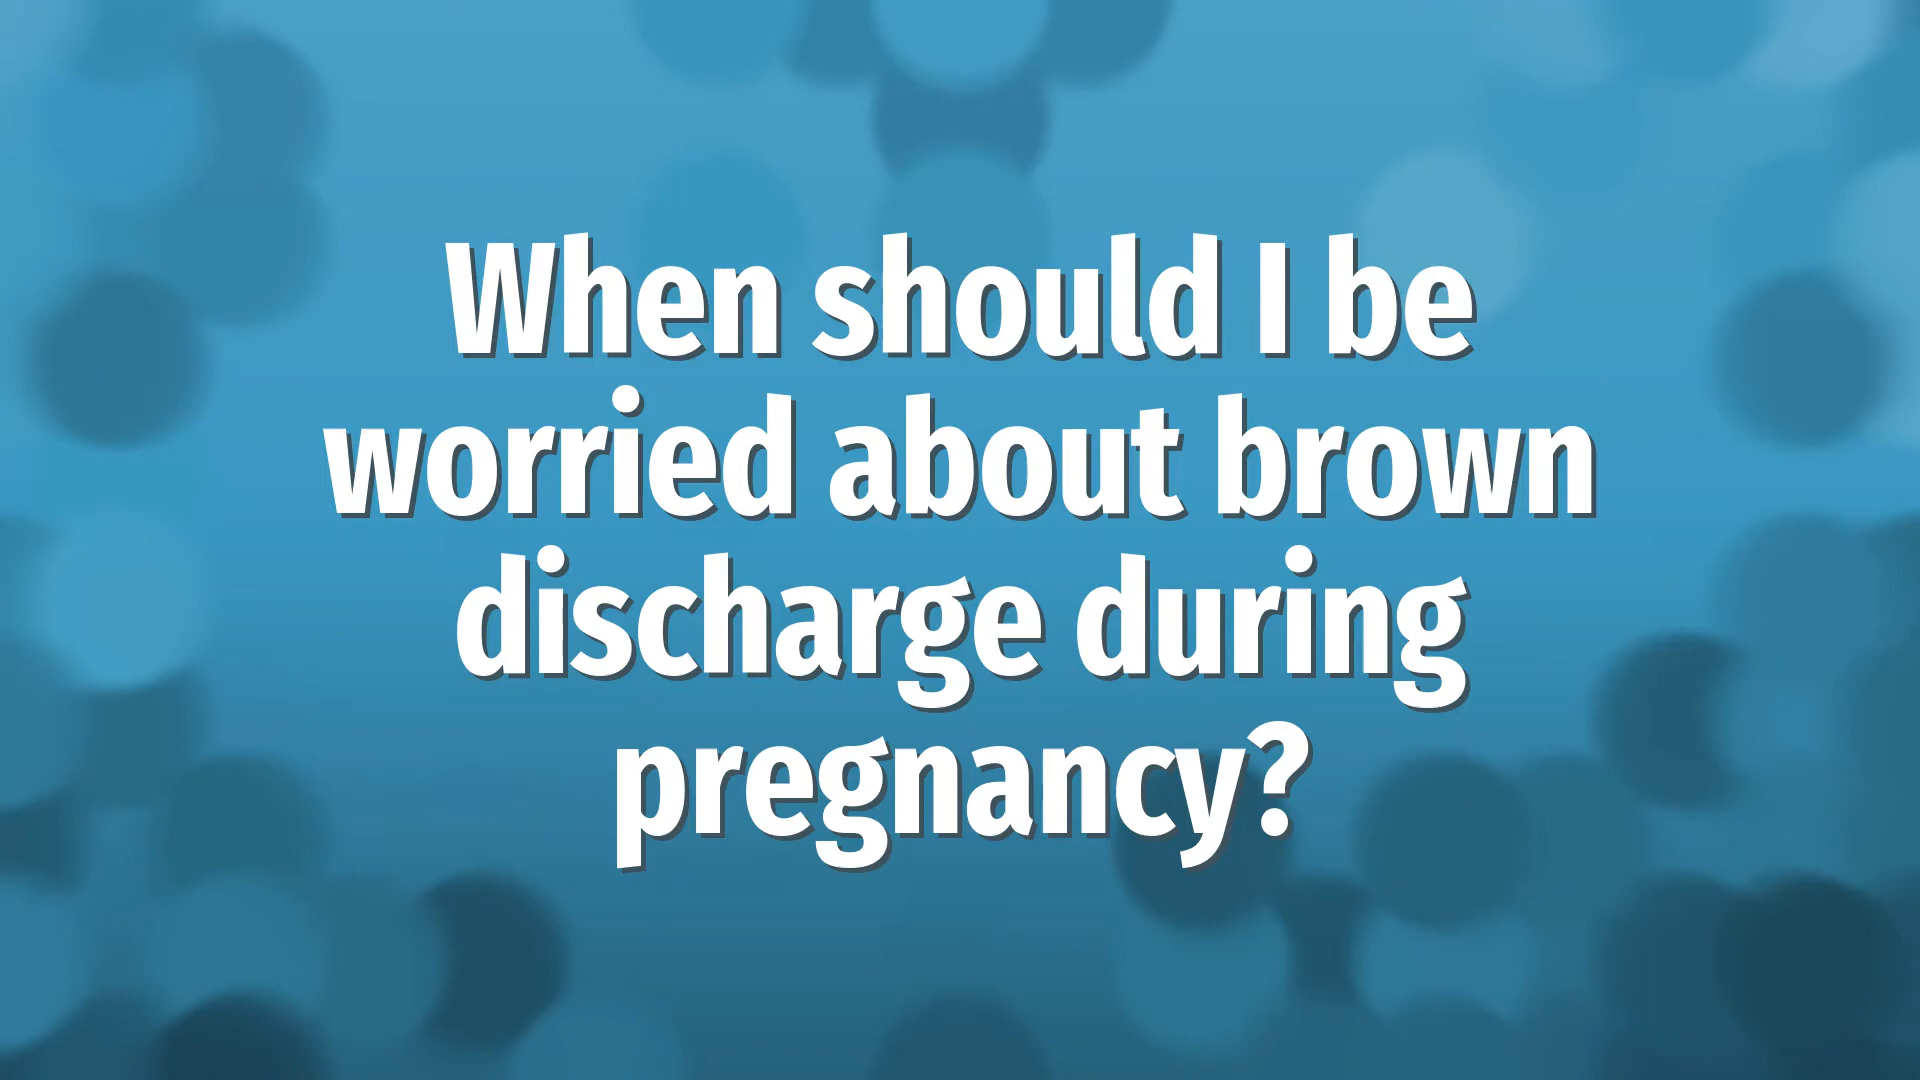 When should I be
worried about brown
discharge during
pregnancy?